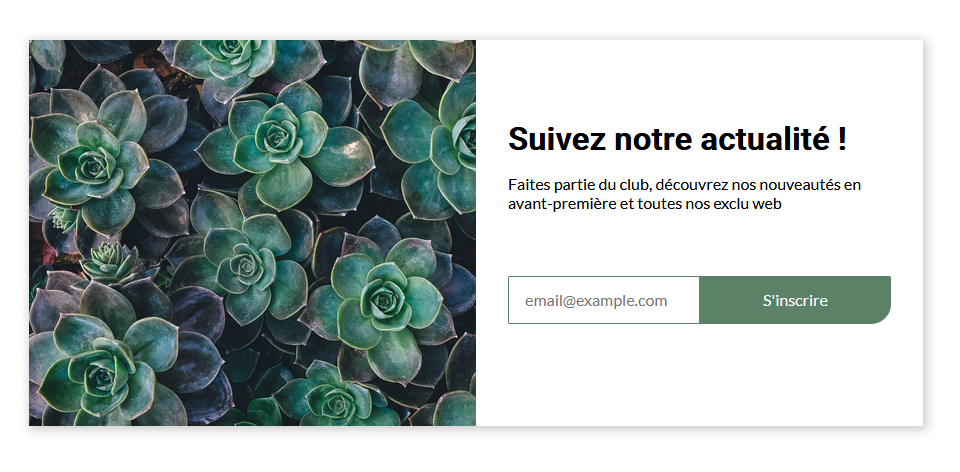 Suivez notre actualité !
Faites partie du club, découvrez nos nouveautés en
avant-première et toutes nos exclu web
email@example.com
S'inscrire